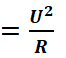 = U²/R